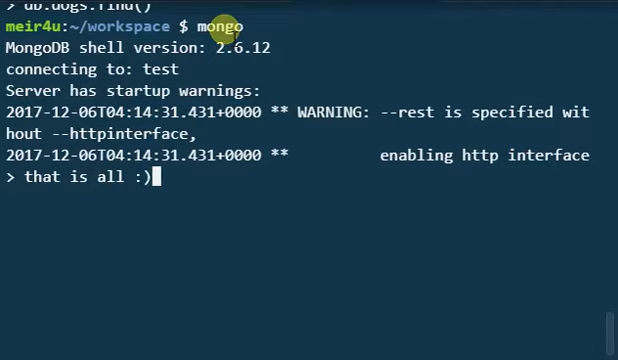 > db.dogs.find()
meir4u:~/workspace $ mongo
MongoDB shell version: 2.6.12
connecting to: test
Server has startup warnings:
2017-12-06T04:14:31.431+0000 ** WARNING: --rest is specified wit
hout --httpinterface,
2017-12-06T04:14:31.431+0000 **          enabling http interface
> that is all :)